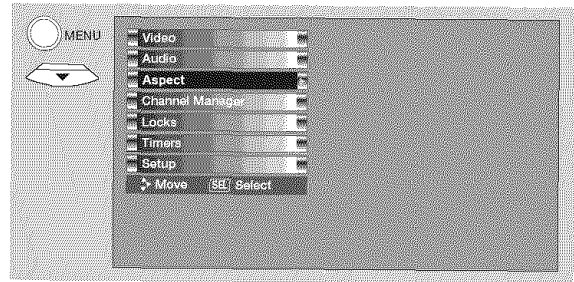 MENU
Video
Audio
Aspect
Channel Manager
Locks
Timers
Setup
Move SEL Select